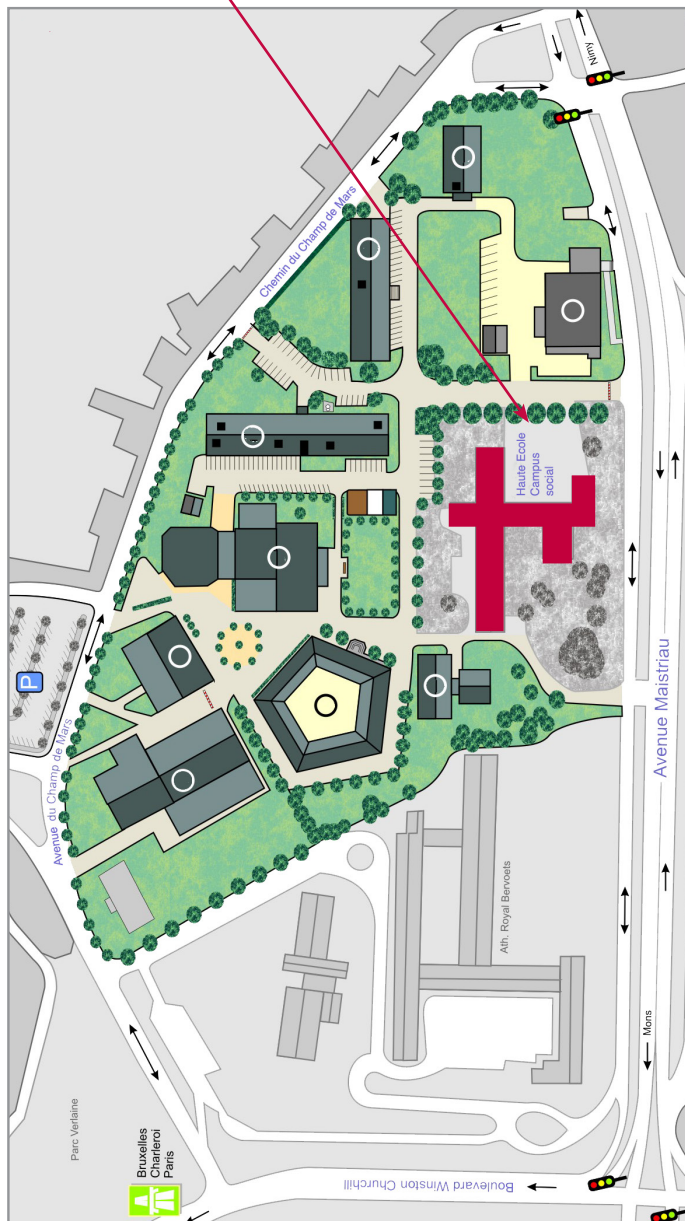 Nimy
Chemin du Champ de Mars
Haute Ecole
Campus
social
P
Avenue du Champ de Mars
Avenue Maistriau
Ath. Royal Bervoets
Mons
Parc Verlaine
Bruxelles
Charleroi
Paris
Boulevard Winston Churchill